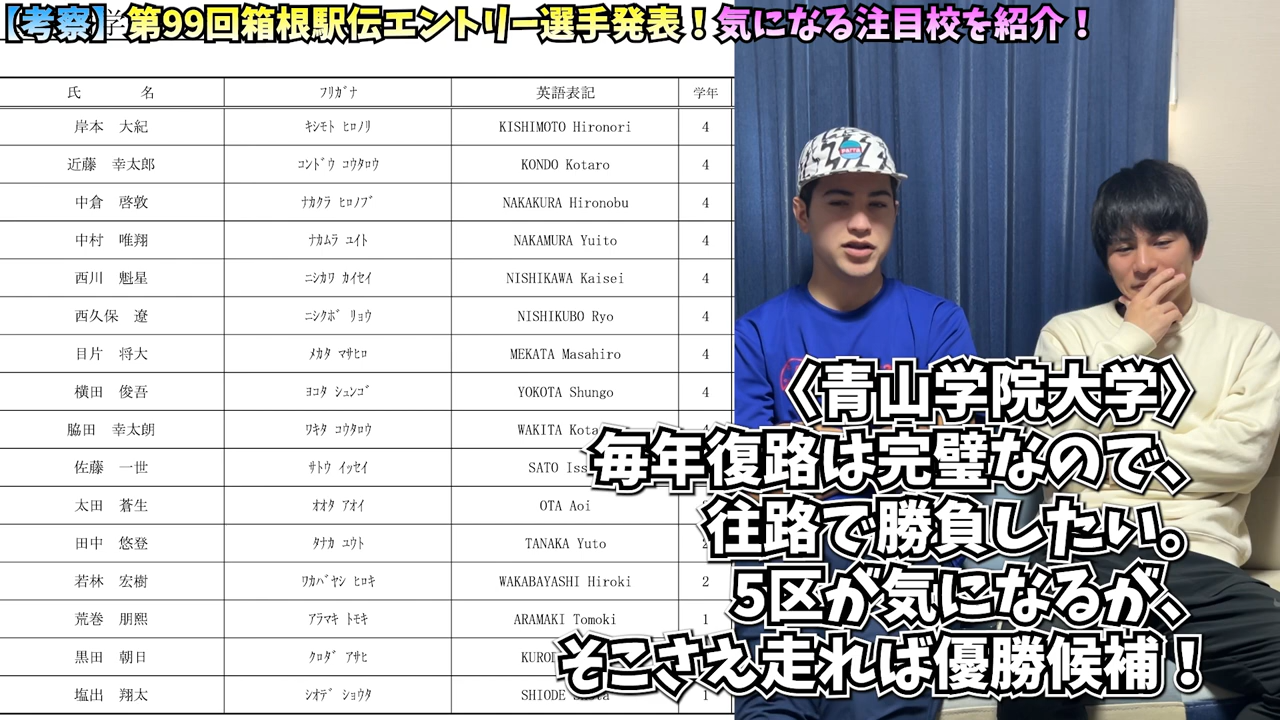 【考察】第99回箱根駅伝エントリー選手発表！気になる注目校を紹介！
氏　　名 ﾌﾘｶﾞﾅ 英語表記 学年
岸本　大紀 ｷｼﾓﾄ ﾋﾛﾉﾘ KISHIMOTO Hironori 4
近藤　幸太郎 ｺﾝﾄﾞｳ ｺｳﾀﾛｳ KONDO Kotaro 4
中倉　啓敦 ﾅｶｸﾗ ﾋﾛﾉﾌﾞ NAKAKURA Hironobu 4
中村　唯翔 ﾅｶﾑﾗ ﾕｲﾄ NAKAMURA Yuito 4
西川　魁星 ﾆｼｶﾜ ｶｲｾｲ NISHIKAWA Kaisei 4
西久保　遼 ﾆｼｸﾎﾞ ﾘｮｳ NISHIKUBO Ryo 4
目片　将大 ﾒｶﾀ ﾏｻﾋﾛ MEKATA Masahiro 4
横田　俊吾 ﾖｺﾀ ｼｭﾝｺﾞ YOKOTA Shungo 4
脇田　幸太朗 ﾜｷﾀ ｺｳﾀﾛｳ WAKITA
佐藤　一世 ｻﾄｳ ｲｯｾｲ SATO
太田　蒼生 ｵｵﾀ ｱｵｲ OTA Aoi
田中　悠登 ﾀﾅｶ ﾕｳﾄ TANAKA Yuto 2
若林　宏樹 ﾜｶﾊﾞﾔｼ ﾋﾛｷ WAKABAYASHI Hiroki 2
荒巻　朋熙 ｱﾗﾏｷ ﾄﾓｷ ARAMAKI Tomoki 1
黒田　朝日 ｸﾛﾀﾞ ｱｻﾋ
塩出　翔太 ｼｵﾃﾞ ｼｮｳﾀ SHIODE 1
〈青山学院大学〉
毎年復路は完璧なので、
往路で勝負したい。
5区が気になるが、
そこさえ走れば優勝候補！